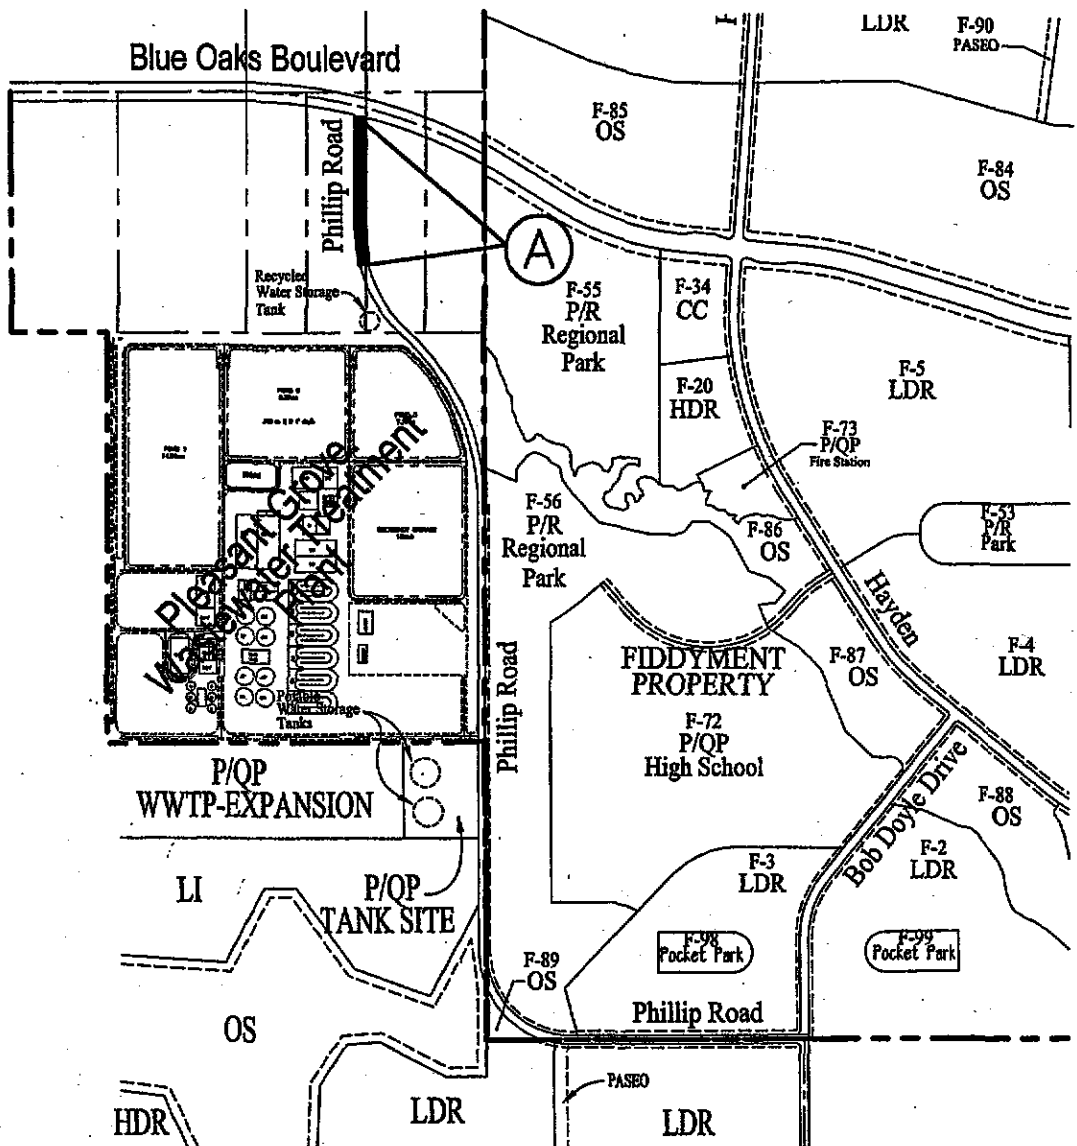 LDR
F-90
PASEO
Blue Oaks Boulevard
F-85
OS
F-84
OS
Phillip Road
A
Recycled
Water Storage
Tank
F-55
P/R
Regional
Park
F-34
CC
F-20
HDR
F-5
LDR
F-73
P/QP
Fire Station
Pleasant Grove
Wastewater Treatment
Plant
F-56
P/R
Regional
Park
F-86
OS
F-53
P/R
Park
Hayden
F-4
LDR
FIDDYMENT
PROPERTY
F-87
OS
Potable
Water Storage
Tanks
Phillip Road
F-72
P/QP
High School
P/QP
WWTP-EXPANSION
Bob Doyle Drive
F-88
OS
F-2
LDR
F-3
LDR
LI
P/QP
TANK SITE
F-98
Pocket Park
F-99
Pocket Park
F-89
OS
OS
Phillip Road
PASEO
HDR
LDR
LDR